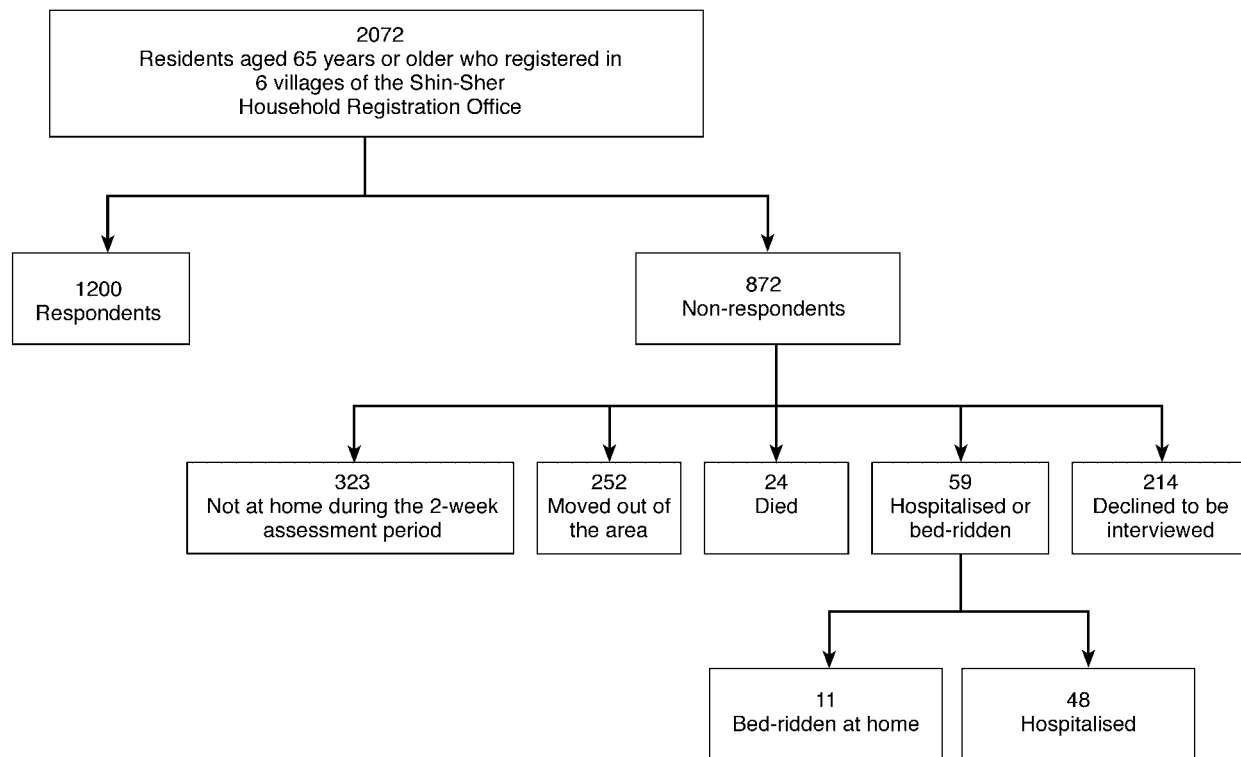 2072
Residents aged 65 years or older who registered in
6 villages of the Shin-Sher
Household Registration Office
1200
Respondents
872
Non-respondents
323
Not at home during the 2-week
assessment period
252
Moved out of
the area
24
Died
59
Hospitalised or
bed-ridden
214
Declined to be
interviewed
11
Bed-ridden at home
48
Hospitalised